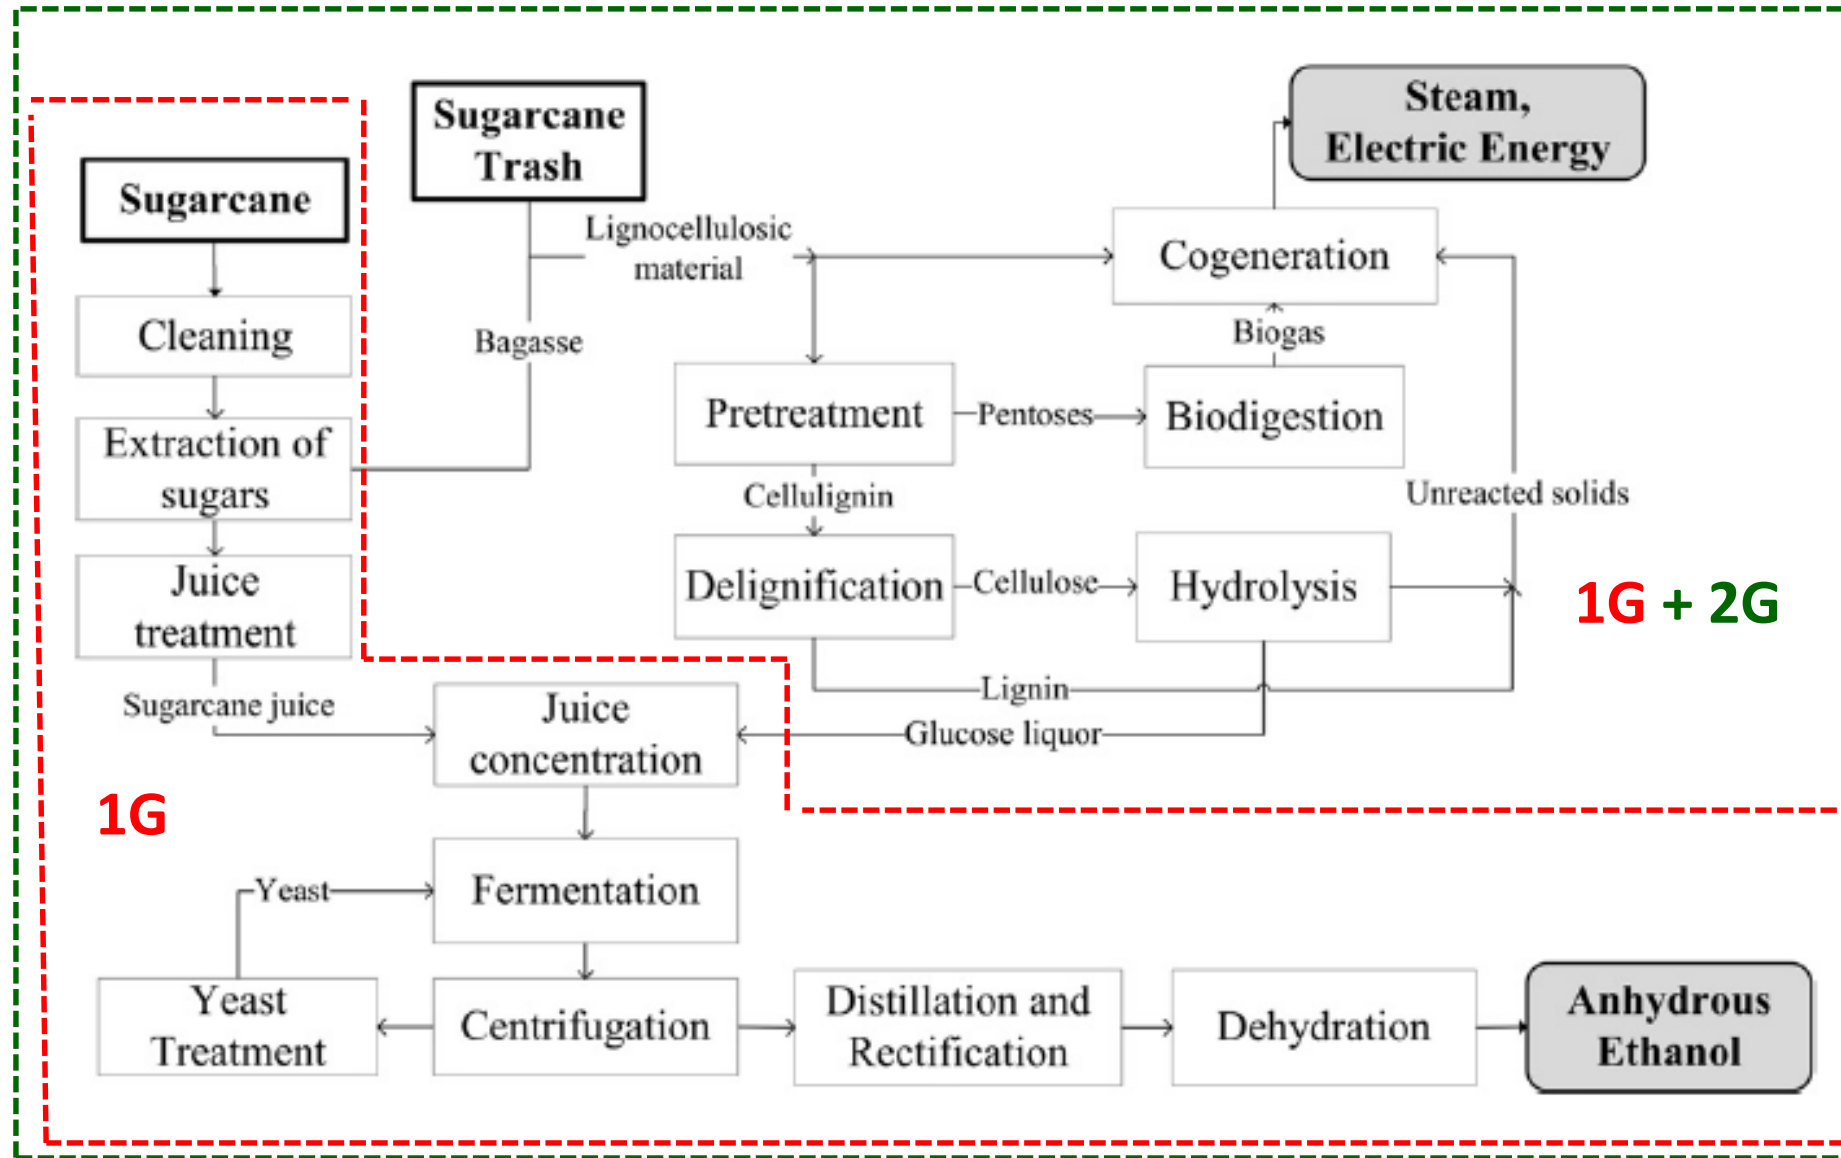 Sugarcane
Trash
Steam,
Electric Energy
Sugarcane
Lignocellulosic
material
Cogeneration
Cleaning
Bagasse
Biogas
Pretreatment
Pentoses
Biodigestion
Extraction of
sugars
Cellulignin
Unreacted solids
Juice
treatment
Delignification
Cellulose
Hydrolysis
1G + 2G
Lignin
Sugarcane juice
Juice
concentration
Glucose liquor
1G
Yeast
Fermentation
Yeast
Treatment
Centrifugation
Distillation and
Rectification
Dehydration
Anhydrous
Ethanol